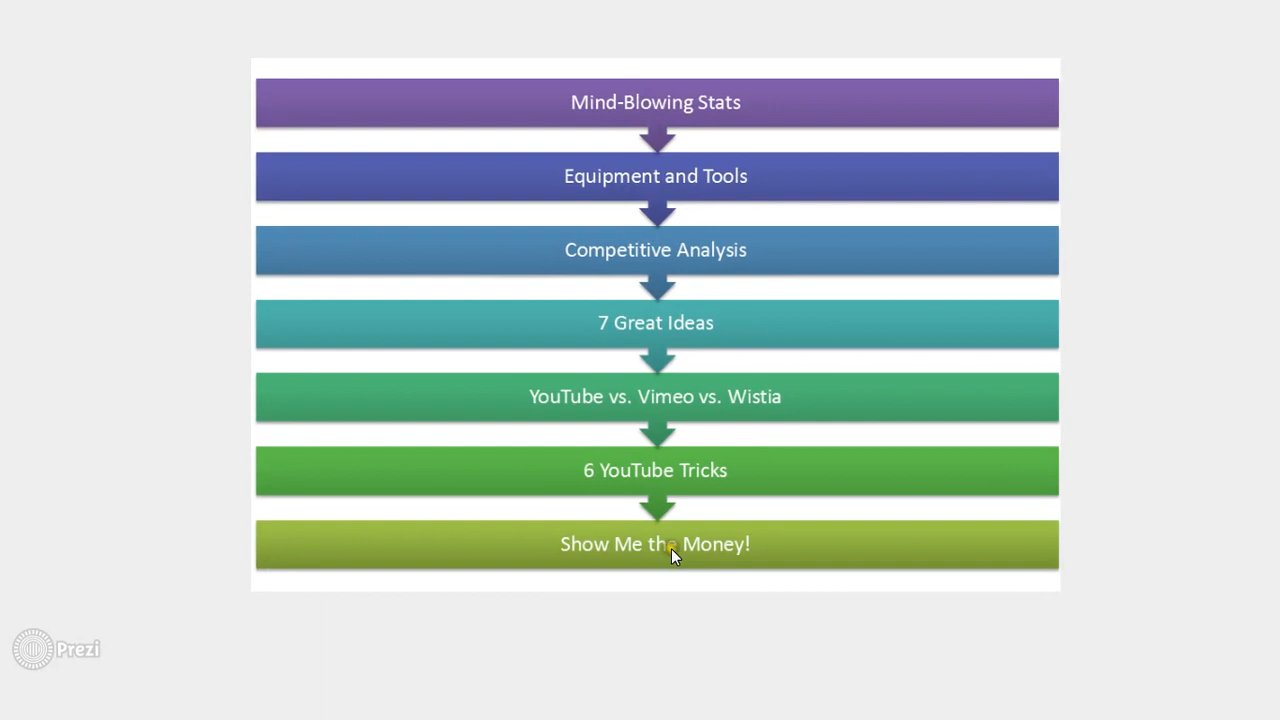 Mind-Blowing Stats
Equipment and Tools
Competitive Analysis
7 Great Ideas
YouTube vs. Vimeo vs. Wistia
6 YouTube Tricks
Show Me the Money!
Prezi